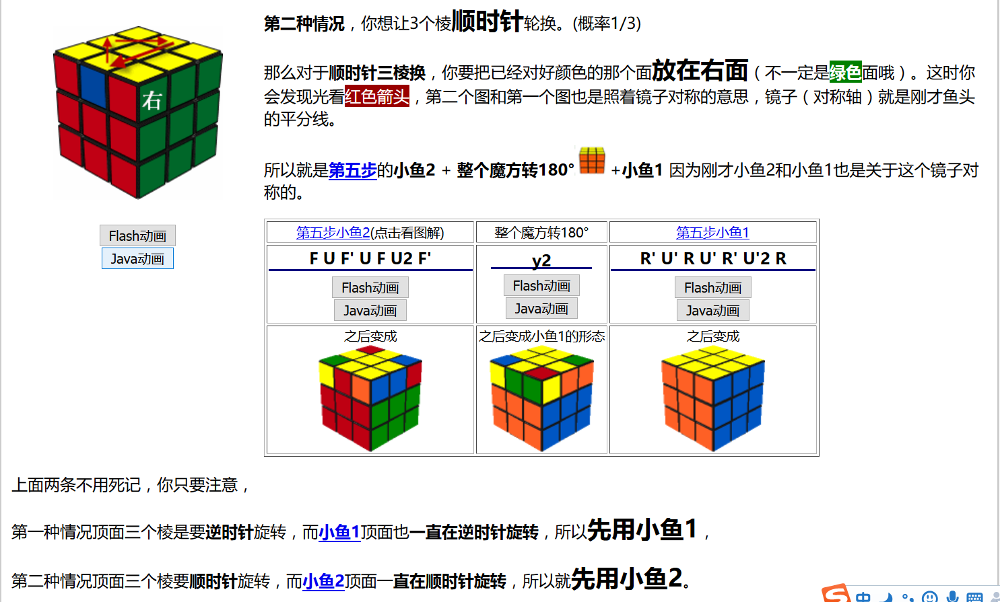 第二种情况，你想让3个棱顺时针轮换。(概率1/3)
那么对于顺时针三棱换，你要把已经对好颜色的那个面放在右面（不一定是绿色面哦）。这时你
会发现光看红色箭头，第二个图和第一个图也是照着镜子对称的意思，镜子（对称轴）就是刚才鱼头
的平分线。
右
所以就是第五步的小鱼2 + 整个魔方转180° +小鱼1 因为刚才小鱼2和小鱼1也是关于这个镜子对
称的。
Flash动画
Java动画
第五步小鱼2(点击看图解) 整个魔方转180° 第五步小鱼1
F U F' U F U2 F' y2 R' U' R U' R' U'2 R
Flash动画 Flash动画 Flash动画
Java动画 Java动画 Java动画
之后变成 之后变成小鱼1的形态 之后变成
上面两条不用死记，你只要注意，
第一种情况顶面三个棱是要逆时针旋转，而小鱼1顶面也一直在逆时针旋转，所以先用小鱼1，
第二种情况顶面三个棱要顺时针旋转，而小鱼2顶面一直在顺时针旋转，所以就先用小鱼2。
S 中